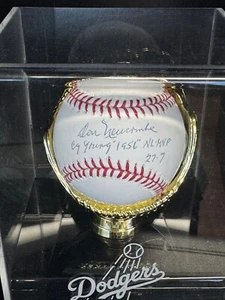 Don Newcombe
Cy Young "1956" NL-MVP
27-7
Dodgers